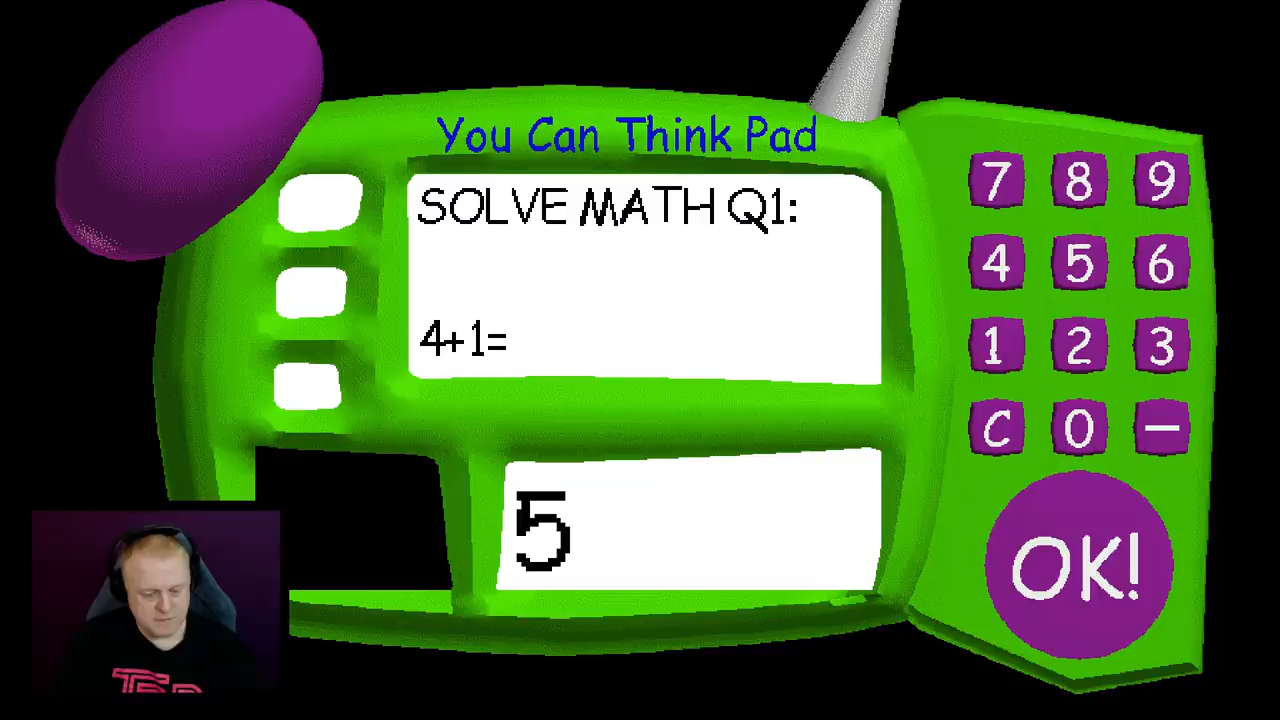 You Can Think Pad
SOLVE MATH Q1:
4+1=
5
7 8 9
4 5 6
1 2 3
C 0 —
OK!